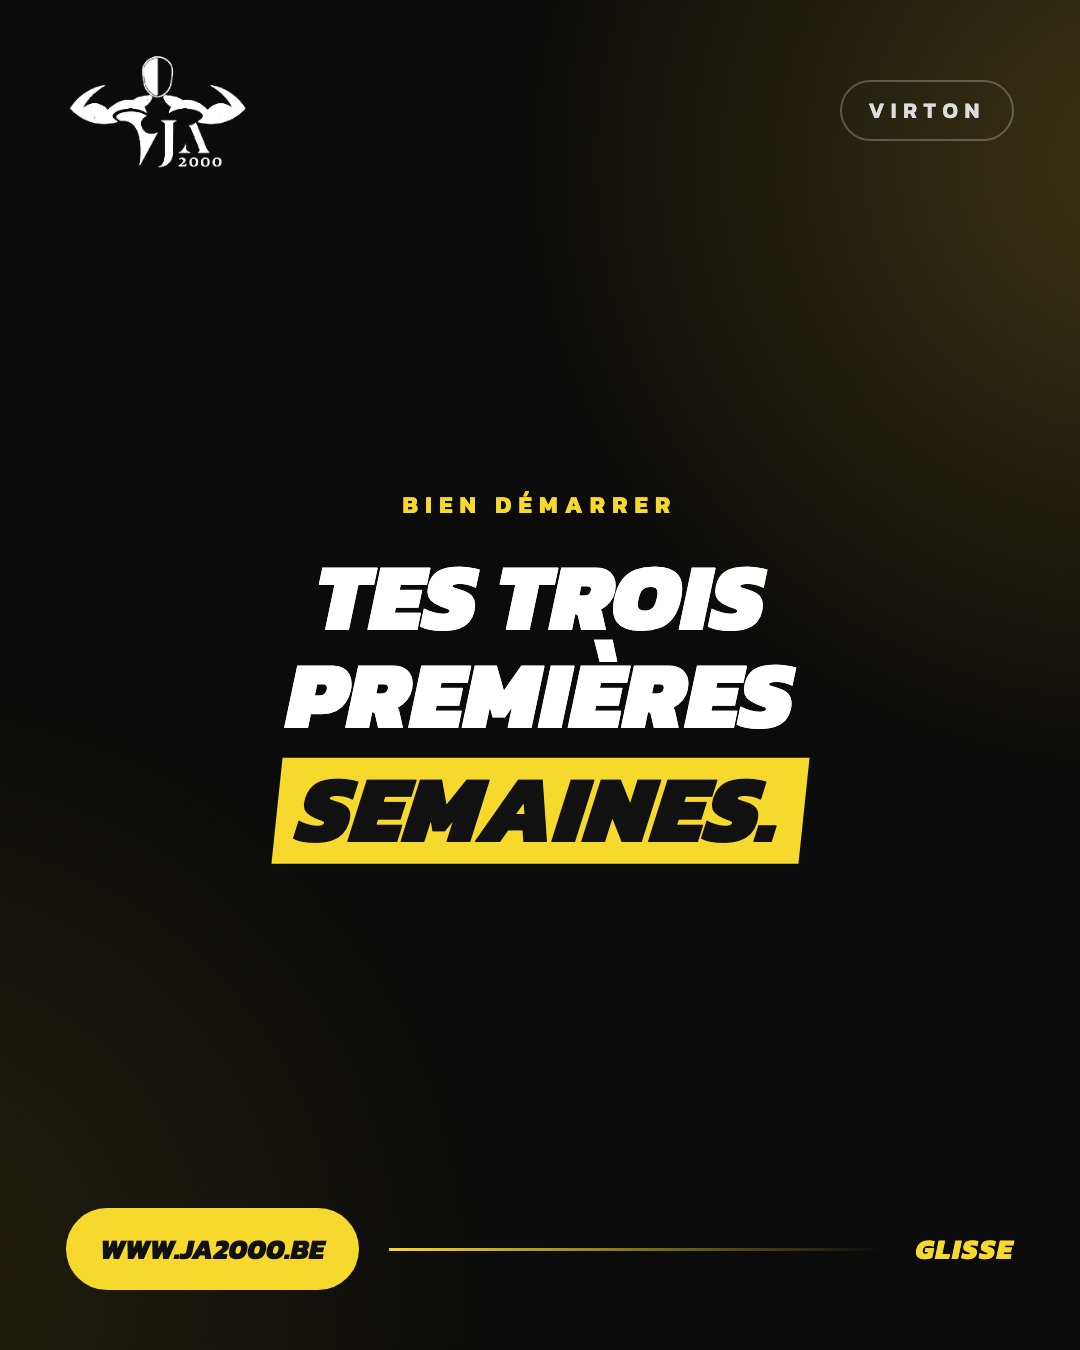 JA
2000
VIRTON
BIEN DÉMARRER
TES TROIS
PREMIÈRES
SEMAINES.
WWW.JA2000.BE
GLISSE